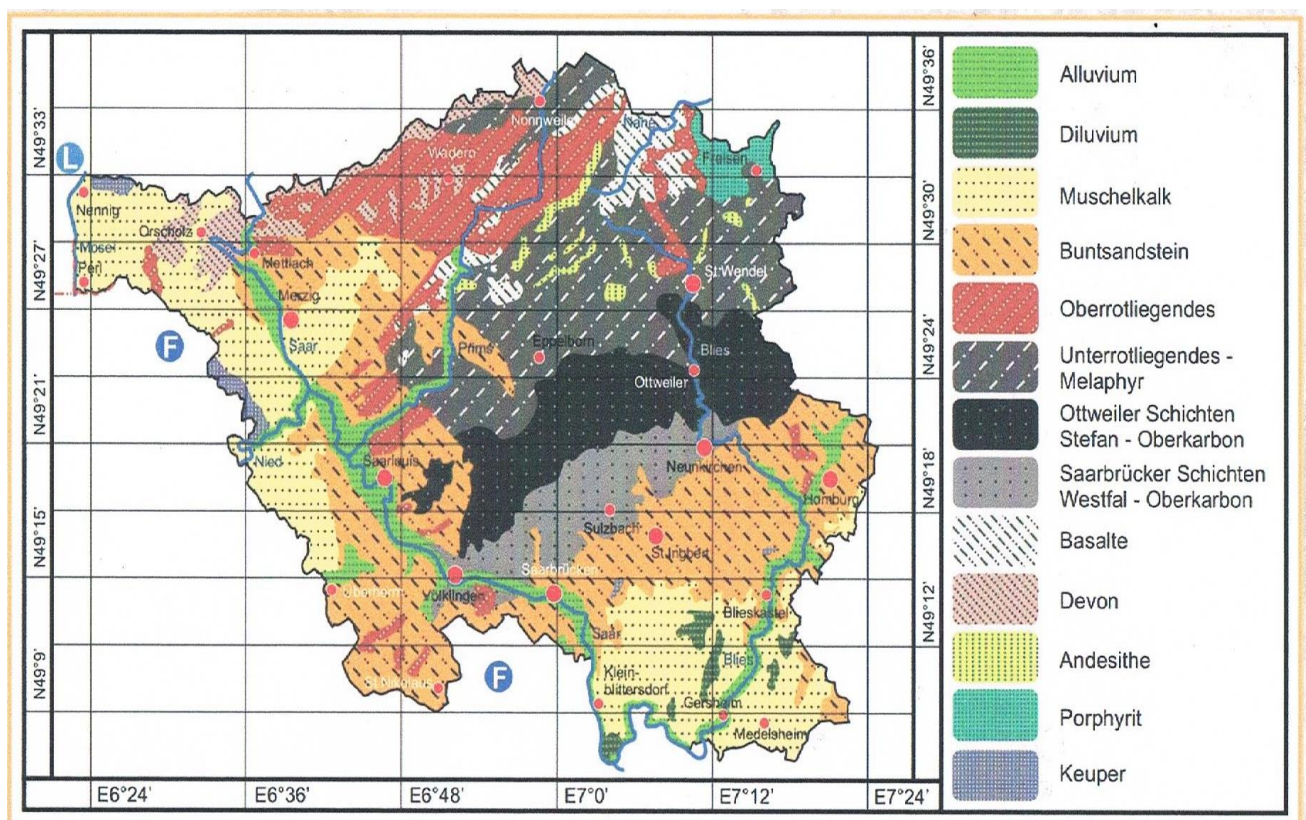 N49°36'
N49°33'
N49°30'
N49°27'
N49°24'
N49°21'
N49°18'
N49°15'
N49°12'
N49°9'
L
F
F
Nonnweile
Nahe
Wadern
Freisen
Nennig
Orscholz
Mosel
Mettlach
Perl
St.Wendel
Merzig
Saar
Prims
Eppelborn
Blies
Ottweiler
Nied
Saarlouis
Neunkirchen
Homburg
Sulzbach
St.Ingbert
Saarbrücken
Völklingen
Überherrn
Blieskastel
Saar
Blies
St.Nikolaus
Klein-
blittersdorf
Gersheim
Medelsheim
E6°24'
E6°36'
E6°48'
E7°0'
E7°12'
E7°24'
Alluvium
Diluvium
Muschelkalk
Buntsandstein
Oberrotliegendes
Unterrotliegendes -
Melaphyr
Ottweiler Schichten
Stefan - Oberkarbon
Saarbrücker Schichten
Westfal - Oberkarbon
Basalte
Devon
Andesithe
Porphyrit
Keuper